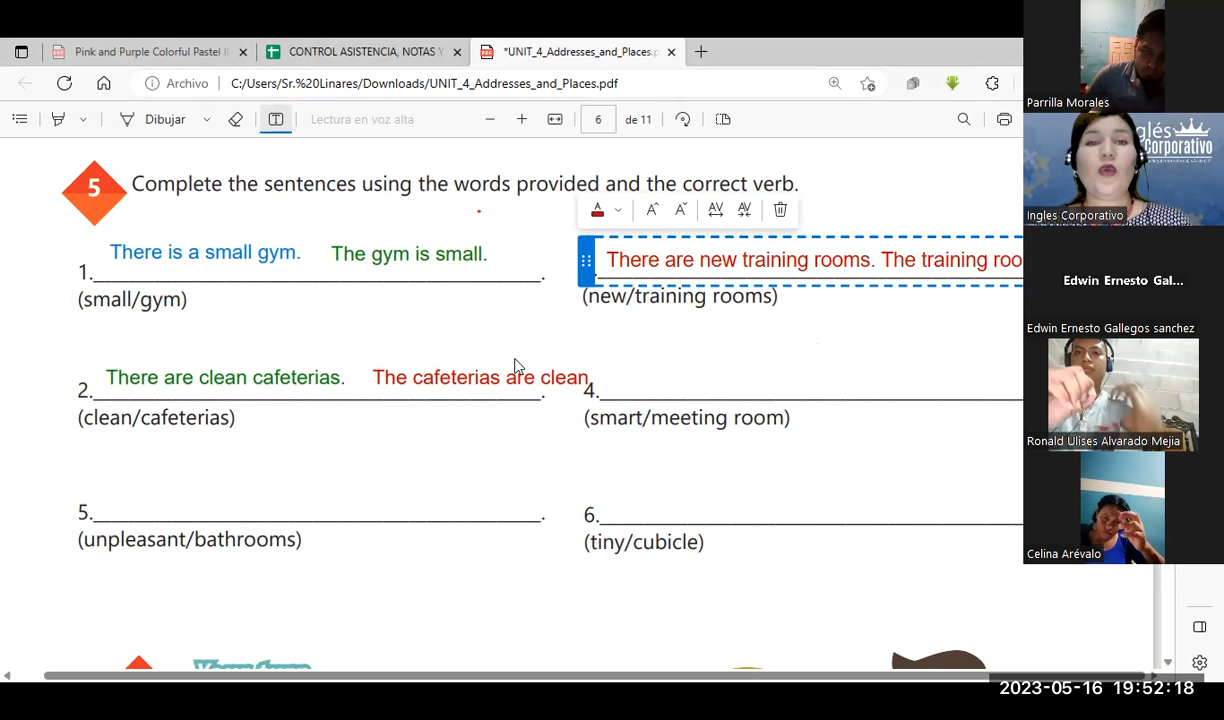 Pink and Purple Colorful Pastel Il
CONTROL ASISTENCIA, NOTAS Y
*UNIT_4_Addresses_and_Places.p
Archivo
C:/Users/Sr.%20Linares/Downloads/UNIT_4_Addresses_and_Places.pdf
Dibujar
Lectura en voz alta
6
de 11
5
Complete the sentences using the words provided and the correct verb.
There is a small gym. The gym is small.
1.
(small/gym)
There are new training rooms. The training roo
(new/training rooms)
There are clean cafeterias. The cafeterias are clean
2.
(clean/cafeterias)
4.
(smart/meeting room)
5.
(unpleasant/bathrooms)
6.
(tiny/cubicle)
Parrilla Morales
glés
Corporativo
Ingles Corporativo
Edwin Ernesto Gal...
Edwin Ernesto Gallegos sanchez
Ronald Ulises Alvarado Mejia
Celina Arévalo
2023-05-16 19:52:18